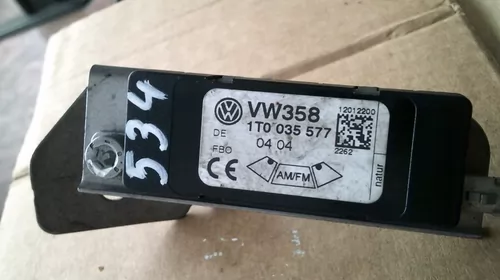 534
VW358
12012200
1T0 035 577
DE
04 04
2262
FBO
CE
AM/FM
natur